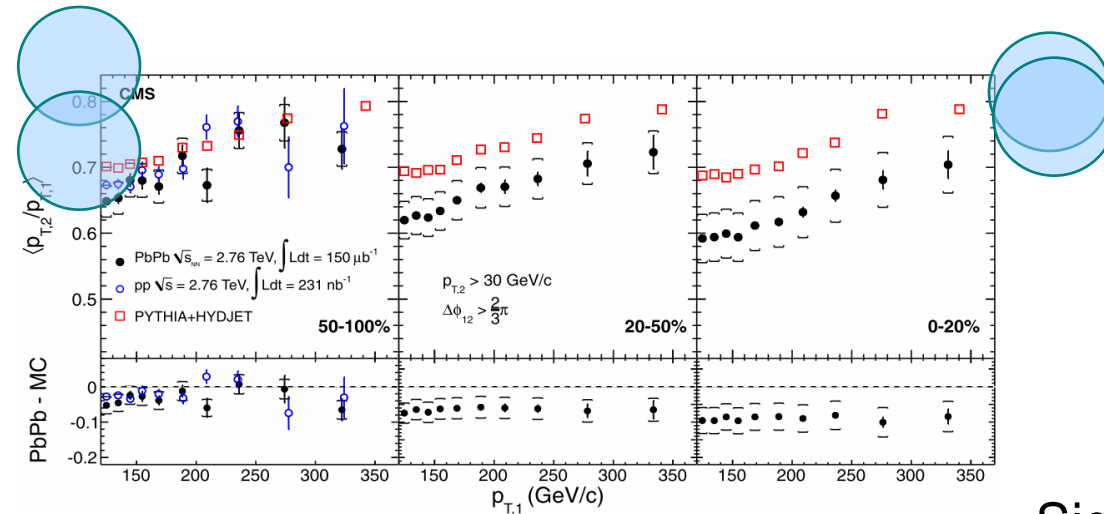 CMS
0.8
0.7
0.6
0.5
⟨p_T,2/p_T,1⟩
PbPb √s_NN = 2.76 TeV, ∫Ldt = 150 μb⁻¹
pp √s = 2.76 TeV, ∫Ldt = 231 nb⁻¹
PYTHIA+HYDJET
50-100%
p_T,2 > 30 GeV/c
Δϕ_12 > 2/3 π
20-50%
0-20%
PbPb - MC
0
-0.1
-0.2
150 200 250 300 350 150 200 250 300 350 150 200 250 300 350
p_T,1 (GeV/c)